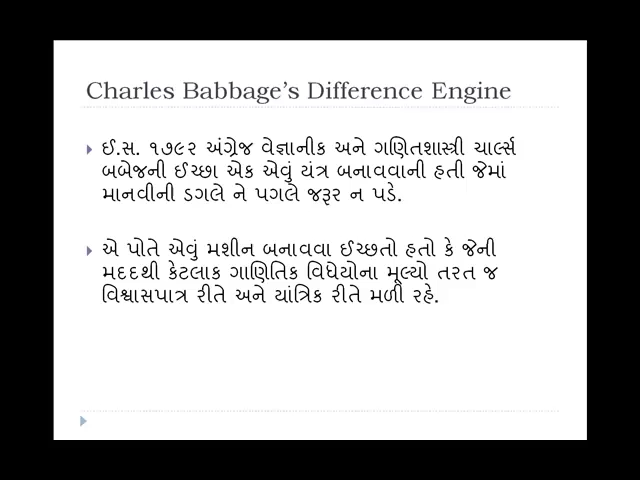 Charles Babbage's Difference Engine
ઈ.સ. ૧૭૯૨ અંગ્રેજ વેજ્ઞાનીક અને ગણિતશાસ્ત્રી ચાર્લ્સ
બબેજની ઈચ્છા એક એવું યંત્ર બનાવવાની હતી જેમાં
માનવીની ડગલે ને પગલે જરૂર ન પડે.
એ પોતે એવું મશીન બનાવવા ઈચ્છતો હતો કે જેની
મદદથી કેટલાક ગાણિતિક વિધેયોના મૂલ્યો તરત જ
વિશ્વાસપાત્ર રીતે અને યાંત્રિક રીતે મળી રહે.